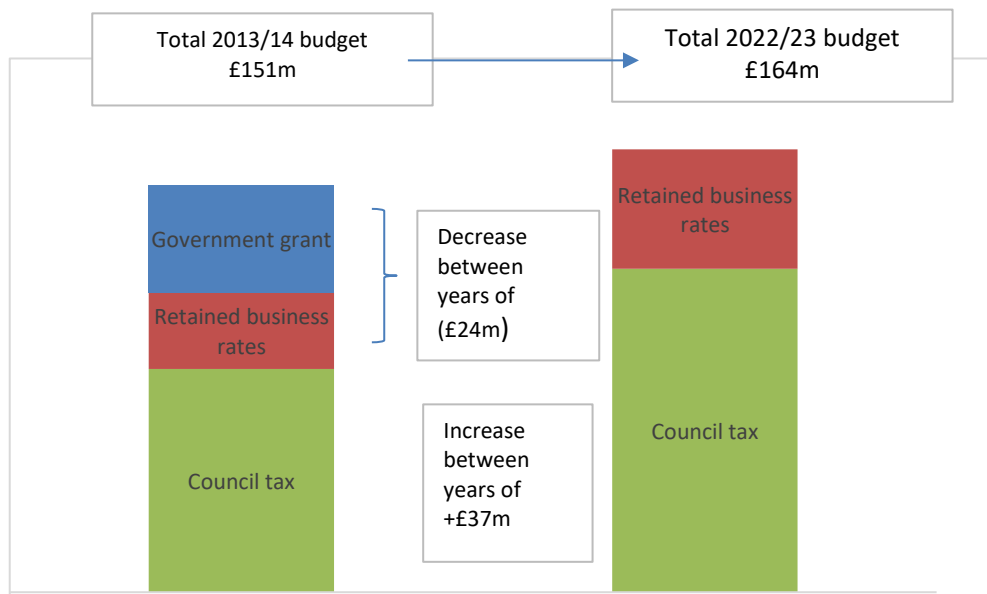 Total 2013/14 budget
£151m
Total 2022/23 budget
£164m
Government grant
Retained business
rates
Council tax
Decrease
between
years of
(£24m)
Increase
between
years of
+£37m
Retained business
rates
Council tax